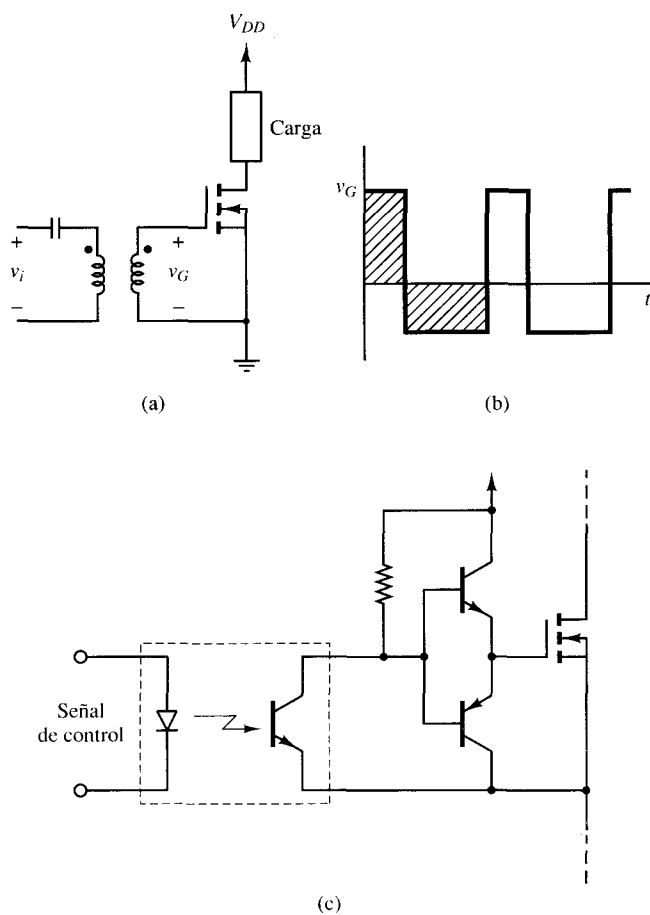 V_DD
Carga
+
v_i
−
+
v_G
−
(a)
v_G
t
(b)
Señal
de control
(c)